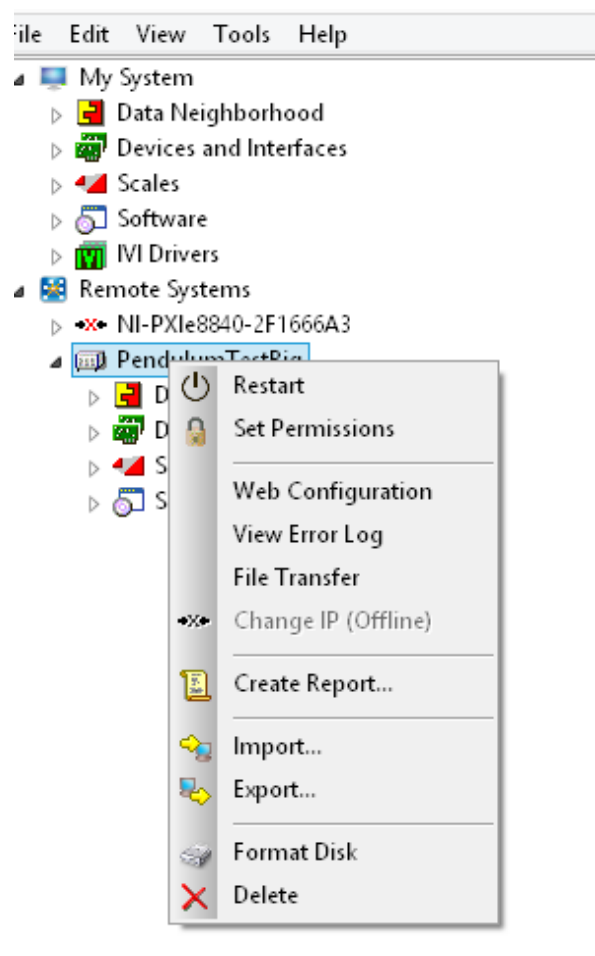 File Edit View Tools Help
My System
Data Neighborhood
Devices and Interfaces
Scales
Software
IVI Drivers
Remote Systems
NI-PXIe8840-2F1666A3
PendulumTestRig
D
D
S
S
Restart
Set Permissions
Web Configuration
View Error Log
File Transfer
Change IP (Offline)
Create Report...
Import...
Export...
Format Disk
Delete